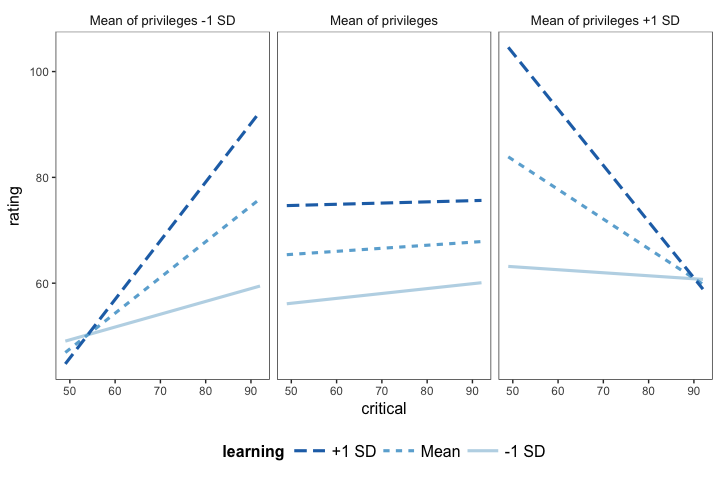 Mean of privileges -1 SD
Mean of privileges
Mean of privileges +1 SD
100
80
60
rating
50 60 70 80 90
50 60 70 80 90
50 60 70 80 90
critical
learning +1 SD Mean -1 SD